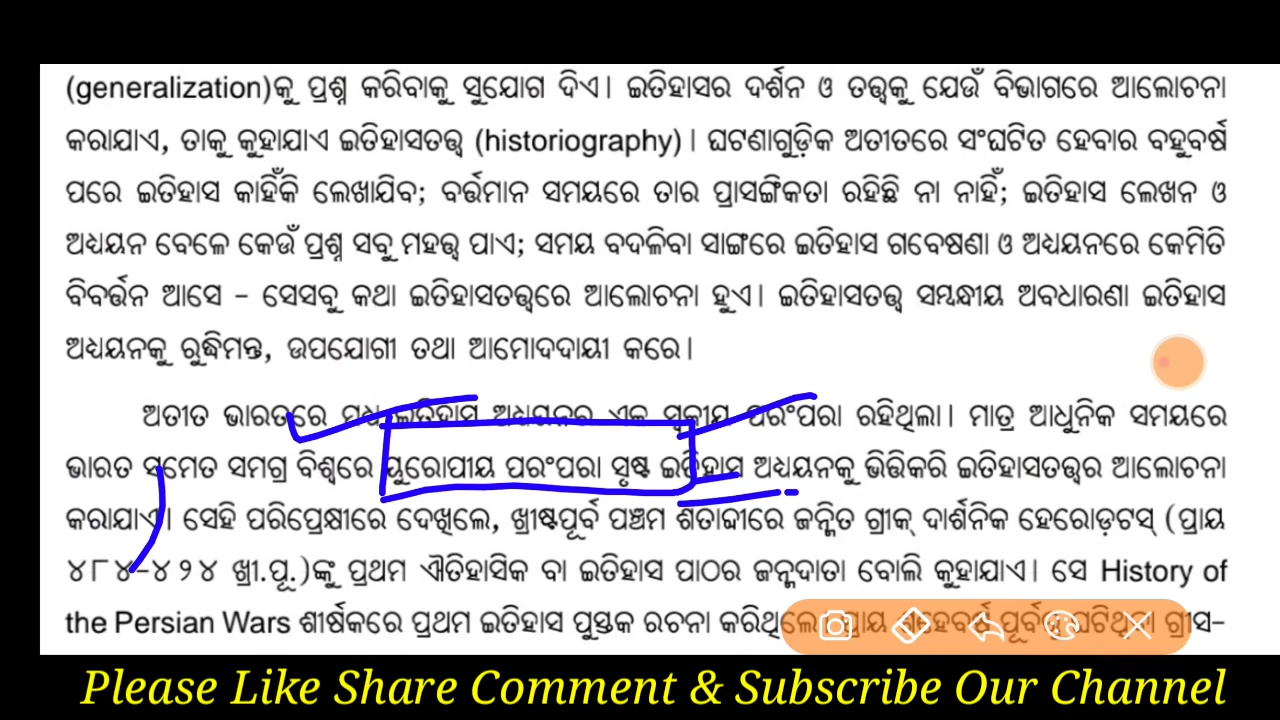 (generalization)କୁ ପ୍ରଶ୍ନ କରିବାକୁ ସୁଯୋଗ ଦିଏ। ଇତିହାସର ଦର୍ଶନ ଓ ତତ୍ତ୍ୱକୁ ଯେଉଁ ବିଭାଗରେ ଆଲୋଚନା
କରାଯାଏ, ତାକୁ କୁହାଯାଏ ଇତିହାସତତ୍ତ୍ୱ (historiography)। ଘଟଣାଗୁଡ଼ିକ ଅତୀତରେ ସଂଘଟିତ ହେବାର ବହୁବର୍ଷ
ପରେ ଇତିହାସ କାହିଁକି ଲେଖାଯିବ; ବର୍ତ୍ତମାନ ସମୟରେ ତାର ପ୍ରାସଙ୍ଗିକତା ରହିଛି ନା ନାହିଁ; ଇତିହାସ ଲେଖନ ଓ
ଅଧ୍ୟୟନ ବେଳେ କେଉଁ ପ୍ରଶ୍ନ ସବୁ ମହତ୍ତ୍ୱ ପାଏ; ସମୟ ବଦଳିବା ସାଙ୍ଗରେ ଇତିହାସ ଗବେଷଣା ଓ ଅଧ୍ୟୟନରେ କେମିତି
ବିବର୍ତ୍ତନ ଆସେ – ସେସବୁ କଥା ଇତିହାସତତ୍ତ୍ୱରେ ଆଲୋଚନା ହୁଏ। ଇତିହାସତତ୍ତ୍ୱ ସମ୍ବନ୍ଧୀୟ ଅବଧାରଣା ଇତିହାସ
ଅଧ୍ୟୟନକୁ ରୁଦ୍ଧିମନ୍ତ, ଉପଯୋଗୀ ତଥା ଆମୋଦଦାୟୀ କରେ।
ଅତୀତ ଭାରତରେ ମଧ୍ୟ ଇତିହାସ ଅଧ୍ୟୟନର ଏକ ସ୍ୱକୀୟ ପରଂପରା ରହିଥିଲା। ମାତ୍ର ଆଧୁନିକ ସମୟରେ
ଭାରତ ସମେତ ସମଗ୍ର ବିଶ୍ୱରେ ୟୁରୋପୀୟ ପରଂପରା ସୃଷ୍ଟ ଇତିହାସ ଅଧ୍ୟୟନକୁ ଭିତ୍ତିକରି ଇତିହାସତତ୍ତ୍ୱର ଆଲୋଚନା
କରାଯାଏ। ସେହି ପରିପ୍ରେକ୍ଷୀରେ ଦେଖିଲେ, ଖ୍ରୀଷ୍ଟପୂର୍ବ ପଞ୍ଚମ ଶତାବ୍ଦୀରେ ଜନ୍ମିତ ଗ୍ରୀକ୍ ଦାର୍ଶନିକ ହେରୋଡ଼ଟସ୍ (ପ୍ରାୟ
୪୮୪–୪୨୪ ଖ୍ରୀ.ପୂ.)ଙ୍କୁ ପ୍ରଥମ ଐତିହାସିକ ବା ଇତିହାସ ପାଠର ଜନ୍ମଦାତା ବୋଲି କୁହାଯାଏ। ସେ History of
the Persian Wars ଶୀର୍ଷକରେ ପ୍ରଥମ ଇତିହାସ ପୁସ୍ତକ ରଚନା କରିଥିଲେ। ପ୍ରାୟ ଶହେବର୍ଷ ପୂର୍ବରୁ ଘଟିଥିବା ଗ୍ରୀସ–
Please Like Share Comment & Subscribe Our Channel